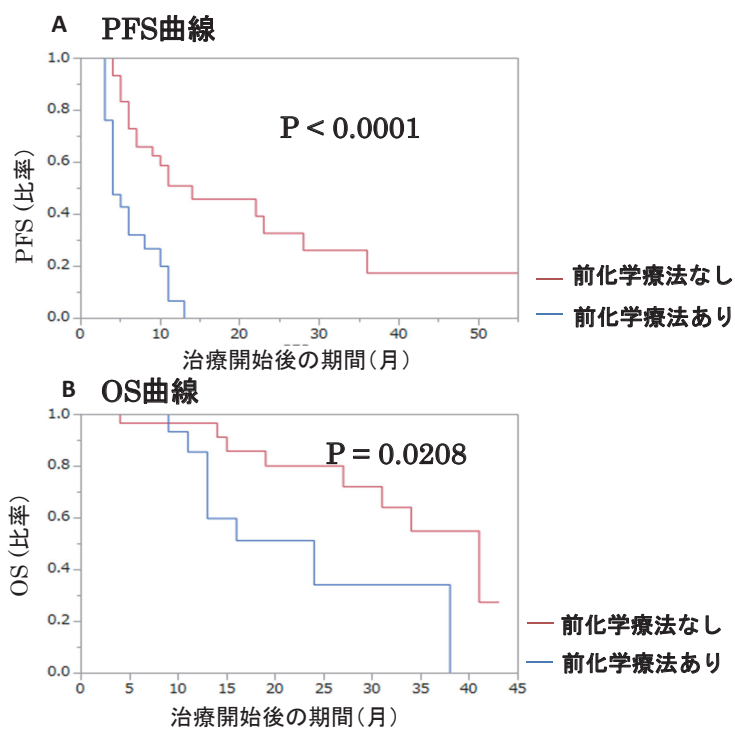 A PFS曲線
1.0
0.8
0.6
0.4
0.2
0.0
PFS(比率)
P < 0.0001
0 10 20 30 40 50
治療開始後の期間(月)
前化学療法なし
前化学療法あり
B OS曲線
1.0
0.8
0.6
0.4
0.2
0.0
OS(比率)
P = 0.0208
0 5 10 15 20 25 30 35 40 45
治療開始後の期間(月)
前化学療法なし
前化学療法あり